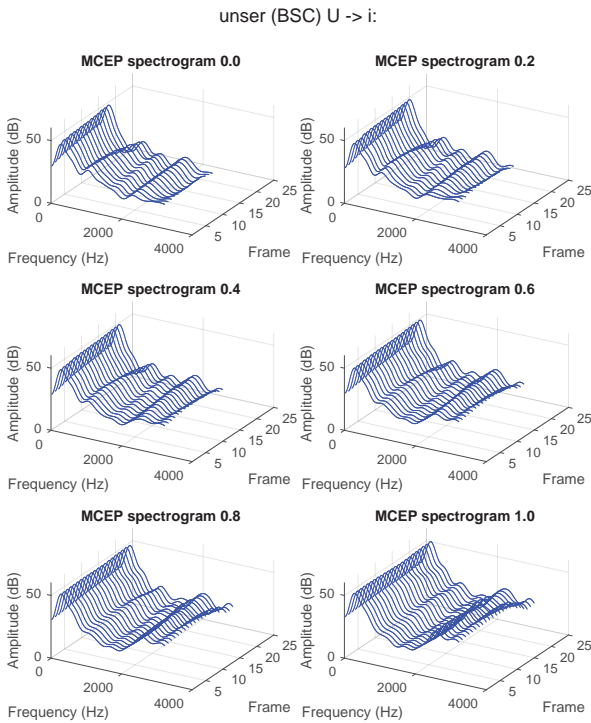 unser (BSC) U -> i:
MCEP spectrogram 0.0
Amplitude (dB)
50
0
0
2000
4000
Frequency (Hz)
5
10
15
20
25
Frame
MCEP spectrogram 0.2
Amplitude (dB)
50
0
0
2000
4000
Frequency (Hz)
5
10
15
20
25
Frame
MCEP spectrogram 0.4
Amplitude (dB)
50
0
0
2000
4000
Frequency (Hz)
5
10
15
20
25
Frame
MCEP spectrogram 0.6
Amplitude (dB)
50
0
0
2000
4000
Frequency (Hz)
5
10
15
20
25
Frame
MCEP spectrogram 0.8
Amplitude (dB)
50
0
0
2000
4000
Frequency (Hz)
5
10
15
20
25
Frame
MCEP spectrogram 1.0
Amplitude (dB)
50
0
0
2000
4000
Frequency (Hz)
5
10
15
20
25
Frame